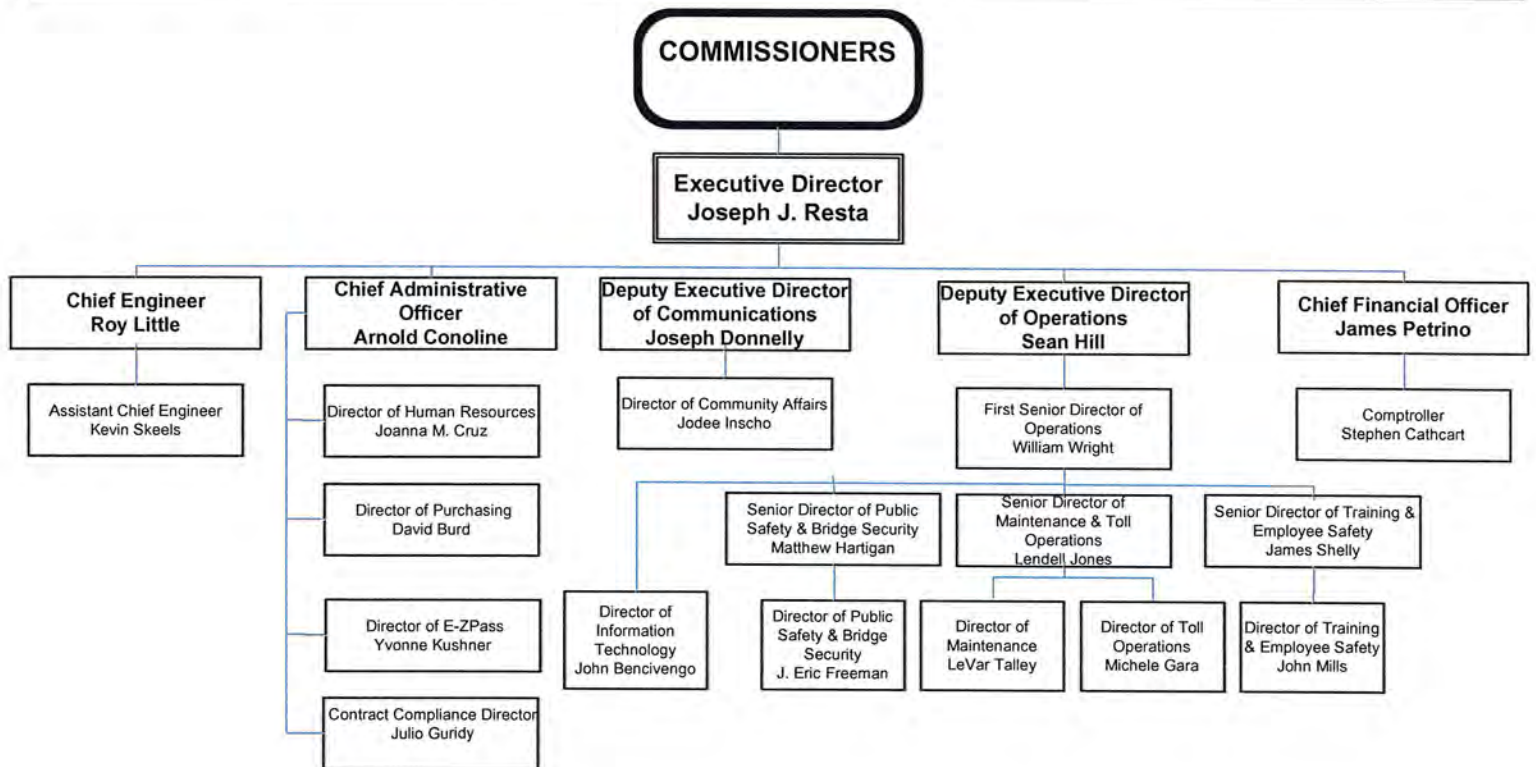 COMMISSIONERS
Executive Director
Joseph J. Resta
Chief Engineer
Roy Little
Chief Administrative
Officer
Arnold Conoline
Deputy Executive Director
of Communications
Joseph Donnelly
Deputy Executive Director
of Operations
Sean Hill
Chief Financial Officer
James Petrino
Assistant Chief Engineer
Kevin Skeels
Director of Human Resources
Joanna M. Cruz
Director of Community Affairs
Jodee Inscho
First Senior Director of
Operations
William Wright
Comptroller
Stephen Cathcart
Director of Purchasing
David Burd
Senior Director of Public
Safety & Bridge Security
Matthew Hartigan
Senior Director of
Maintenance & Toll
Operations
Lendell Jones
Senior Director of Training &
Employee Safety
James Shelly
Director of E-ZPass
Yvonne Kushner
Director of
Information
Technology
John Bencivengo
Director of Public
Safety & Bridge
Security
J. Eric Freeman
Director of
Maintenance
LeVar Talley
Director of Toll
Operations
Michele Gara
Director of Training
& Employee Safety
John Mills
Contract Compliance Director
Julio Guridy